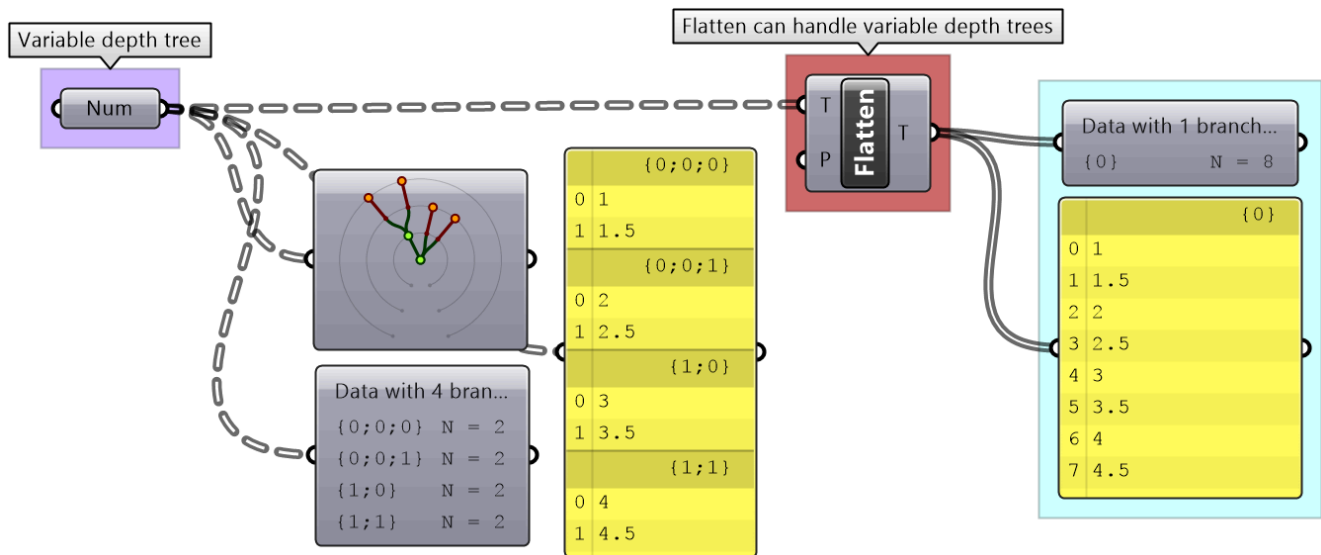 Variable depth tree
Flatten can handle variable depth trees
Num
T
P
Flatten
T
Data with 1 branch...
{0} N = 8
{0;0;0}
0 1
1 1.5
{0;0;1}
0 2
1 2.5
{1;0}
0 3
1 3.5
{1;1}
0 4
1 4.5
Data with 4 bran...
{0;0;0} N = 2
{0;0;1} N = 2
{1;0} N = 2
{1;1} N = 2
{0}
0 1
1 1.5
2 2
3 2.5
4 3
5 3.5
6 4
7 4.5